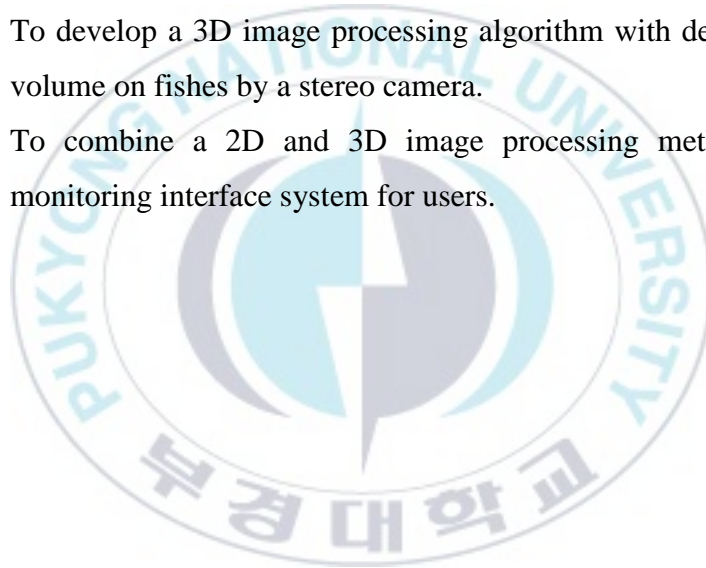 To develop a 3D image processing algorithm with de
volume on fishes by a stereo camera.
To combine a 2D and 3D image processing met
monitoring interface system for users.
PUKYONG NATIONAL UNIVERSITY
부경대학교